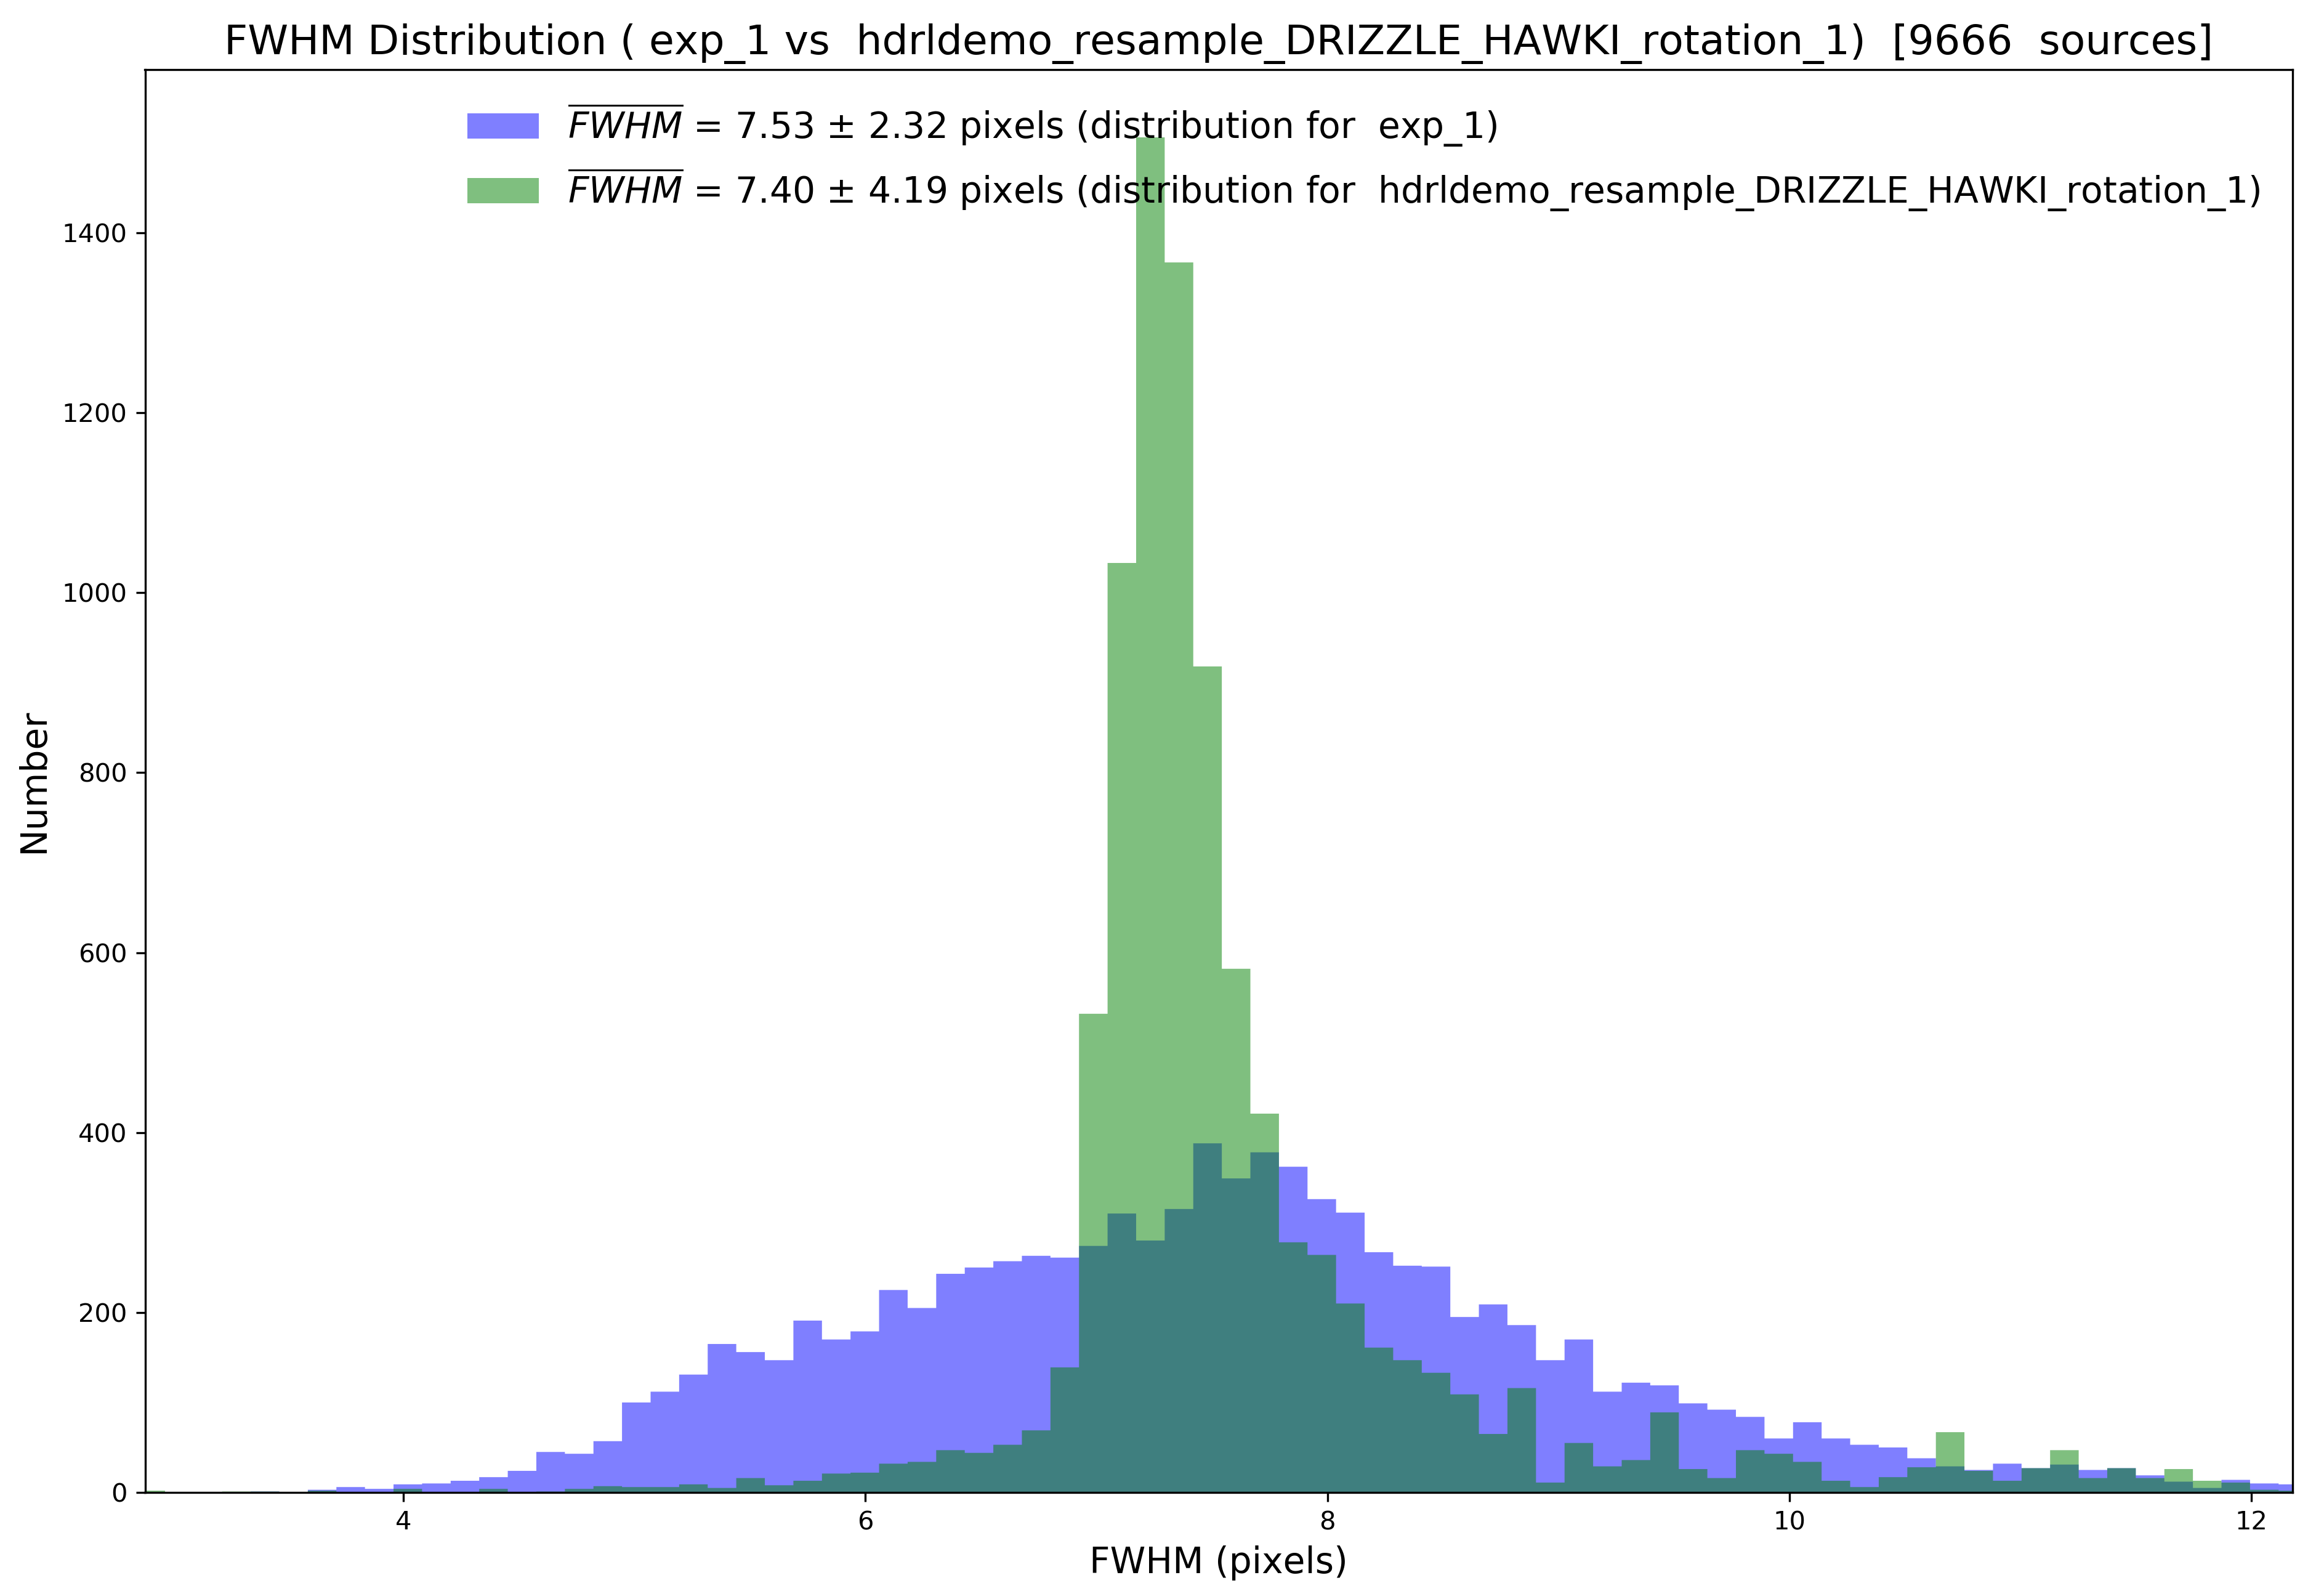 FWHM Distribution ( exp_1 vs  hdrldemo_resample_DRIZZLE_HAWKI_rotation_1)  [9666  sources]
FWHM = 7.53 ± 2.32 pixels (distribution for  exp_1)
FWHM = 7.40 ± 4.19 pixels (distribution for  hdrldemo_resample_DRIZZLE_HAWKI_rotation_1)
1400
1200
1000
800
600
400
200
0
Number
4 6 8 10 12
FWHM (pixels)